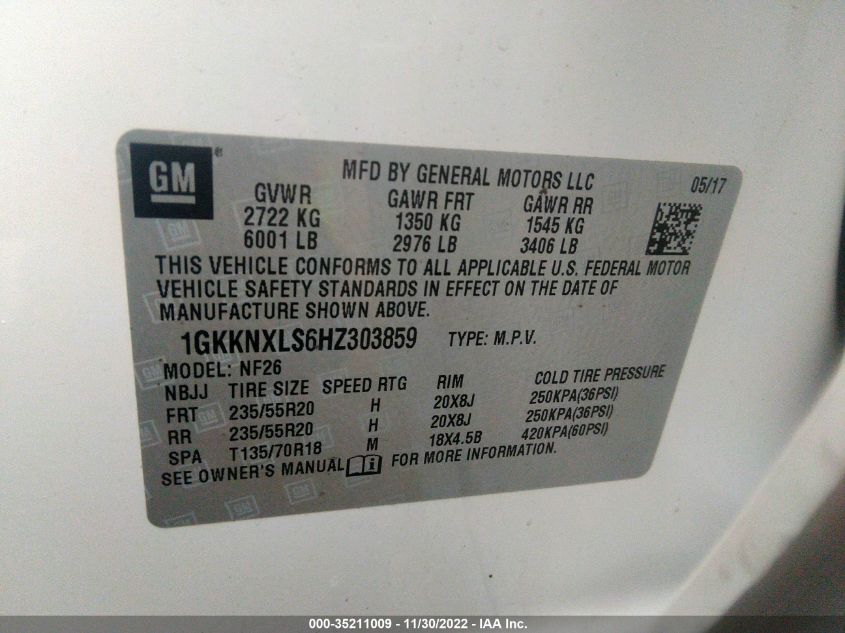 GM
MFD BY GENERAL MOTORS LLC 05/17
GVWR GAWR FRT GAWR RR
2722 KG 1350 KG 1545 KG
6001 LB 2976 LB 3406 LB
THIS VEHICLE CONFORMS TO ALL APPLICABLE U.S. FEDERAL MOTOR
VEHICLE SAFETY STANDARDS IN EFFECT ON THE DATE OF
MANUFACTURE SHOWN ABOVE.
1GKKNXLS6HZ303859 TYPE: M.P.V.
MODEL: NF26
NBJJ TIRE SIZE SPEED RTG RIM COLD TIRE PRESSURE
FRT 235/55R20 H 20X8J 250KPA(36PSI)
RR 235/55R20 H 20X8J 250KPA(36PSI)
SPA T135/70R18 M 18X4.5B 420KPA(60PSI)
SEE OWNER'S MANUAL i FOR MORE INFORMATION.
000-35211009 - 11/30/2022 - IAA Inc.